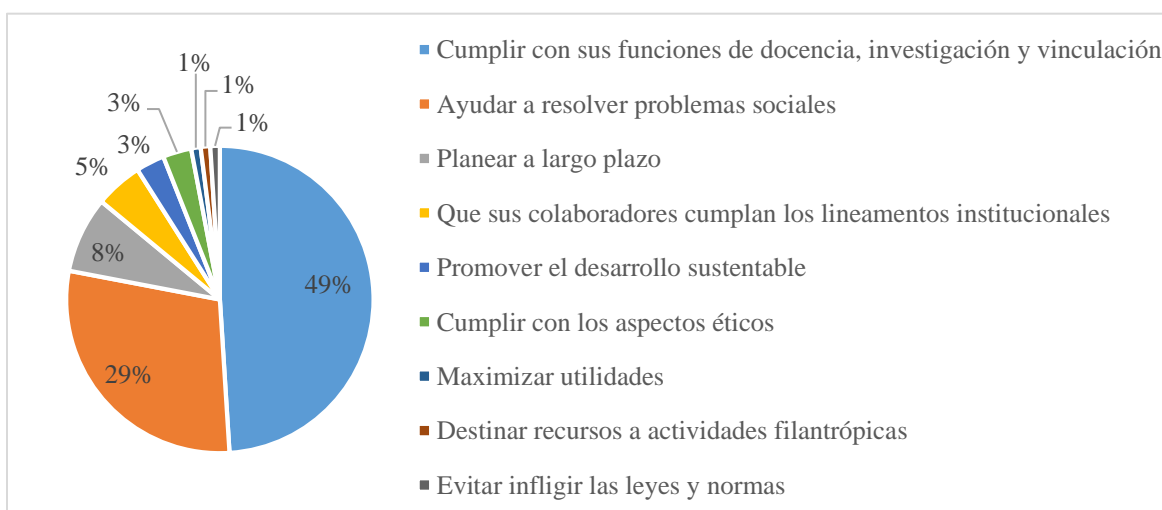 1%
1%
3%
1%
3%
5%
8%
49%
29%
Cumplir con sus funciones de docencia, investigación y vinculación
Ayudar a resolver problemas sociales
Planear a largo plazo
Que sus colaboradores cumplan los lineamentos institucionales
Promover el desarrollo sustentable
Cumplir con los aspectos éticos
Maximizar utilidades
Destinar recursos a actividades filantrópicas
Evitar infligir las leyes y normas